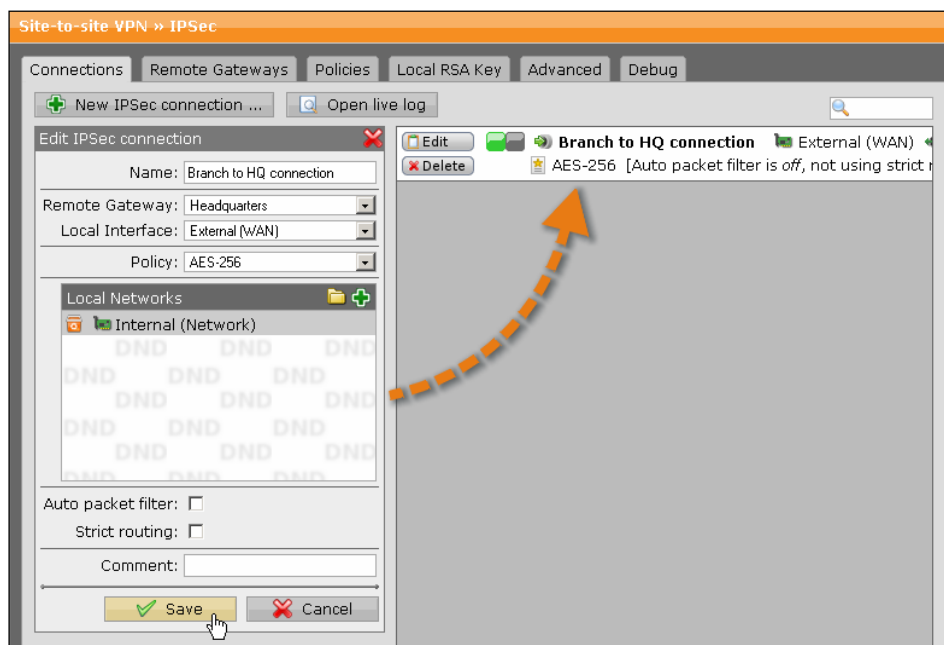 Site-to-site VPN » IPSec
Connections Remote Gateways Policies Local RSA Key Advanced Debug
New IPSec connection ... Open live log
Edit IPSec connection
Name: Branch to HQ connection
Remote Gateway: Headquarters
Local Interface: External (WAN)
Policy: AES-256
Local Networks
Internal (Network)
DND DND DND
DND DND DND
DND DND DND
DND DND DND
DND DND DND
DND DND DND
Auto packet filter:
Strict routing:
Comment:
Save Cancel
Edit Branch to HQ connection External (WAN)
Delete AES-256 [Auto packet filter is off, not using strict